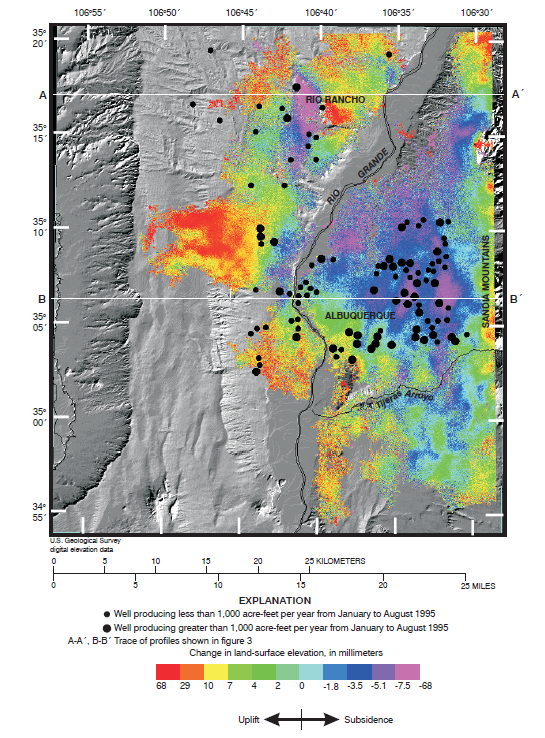 106°55´ 106°50´ 106°45´ 106°40´ 106°35´ 106°30´
35°
20´
A A´
RIO RANCHO
35°
15´
RIO GRANDE
35°
10´
SANDIA MOUNTAINS
B B´
35°
05´
ALBUQUERQUE
Tijeras Arroyo
35°
00´
34°
55´
U.S. Geological Survey
digital elevation data
0 5 10 15 20 25 KILOMETERS
0 5 10 15 20 25 MILES
EXPLANATION
Well producing less than 1,000 acre-feet per year from January to August 1995
Well producing greater than 1,000 acre-feet per year from January to August 1995
A-A´, B-B´ Trace of profiles shown in figure 3
Change in land-surface elevation, in millimeters
68 29 10 7 4 2 0 -1.8 -3.5 -5.1 -7.5 -68
Uplift Subsidence